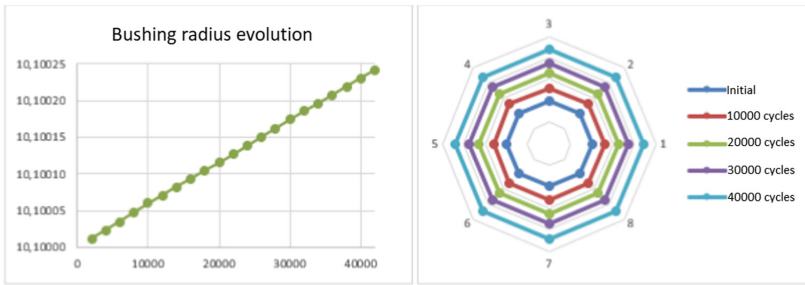 Bushing radius evolution
10,10025
10,10020
10,10015
10,10010
10,10005
10,10000
0 10000 20000 30000 40000
3
4 2
5 1
6 8
7
Initial
10000 cycles
20000 cycles
30000 cycles
40000 cycles